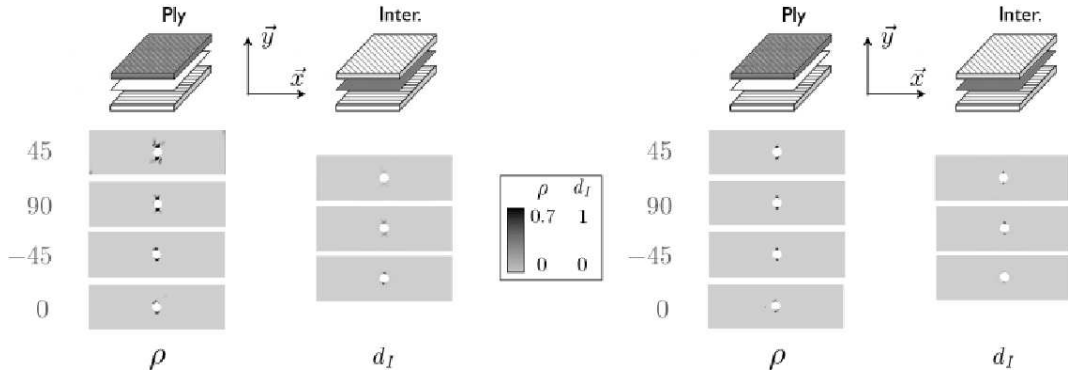 Ply Inter. Ply Inter.
y⃗ y⃗
x⃗ x⃗
45 45
90 ρ d_I 90
0.7 1
−45 −45
0 0
0 0
ρ d_I ρ d_I